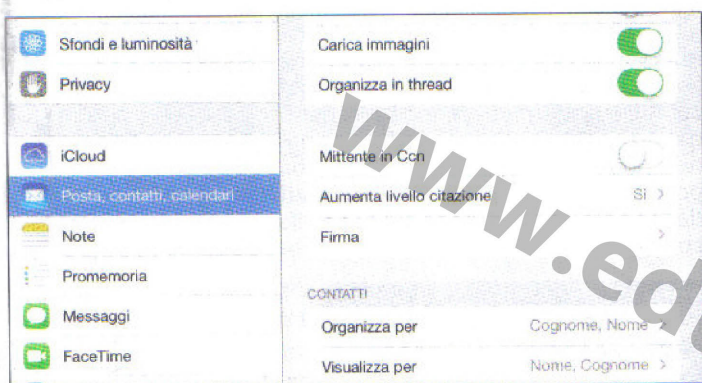 Sfondi e luminosità
Privacy
iCloud
Posta, contatti, calendari
Note
Promemoria
Messaggi
FaceTime
Carica immagini
Organizza in thread
Mittente in Ccn
Aumenta livello citazione Sì >
Firma >
CONTATTI
Organizza per Cognome, Nome >
Visualizza per Nome, Cognome >
www.edu